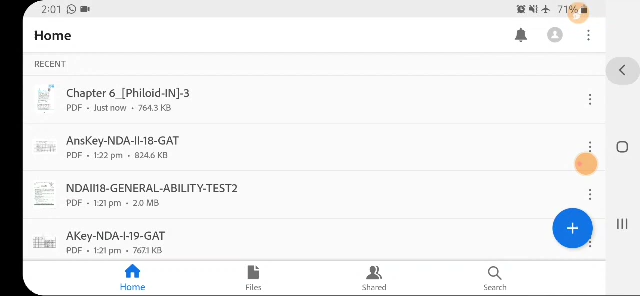 2:01 71%
Home
RECENT
Chapter 6_[Philoid-IN]-3
PDF • Just now • 764.3 KB
AnsKey-NDA-II-18-GAT
PDF • 1:22 pm • 824.6 KB
NDAII18-GENERAL-ABILITY-TEST2
PDF • 1:21 pm • 2.0 MB
AKey-NDA-I-19-GAT
PDF • 1:21 pm • 767.1 KB
Home Files Shared Search